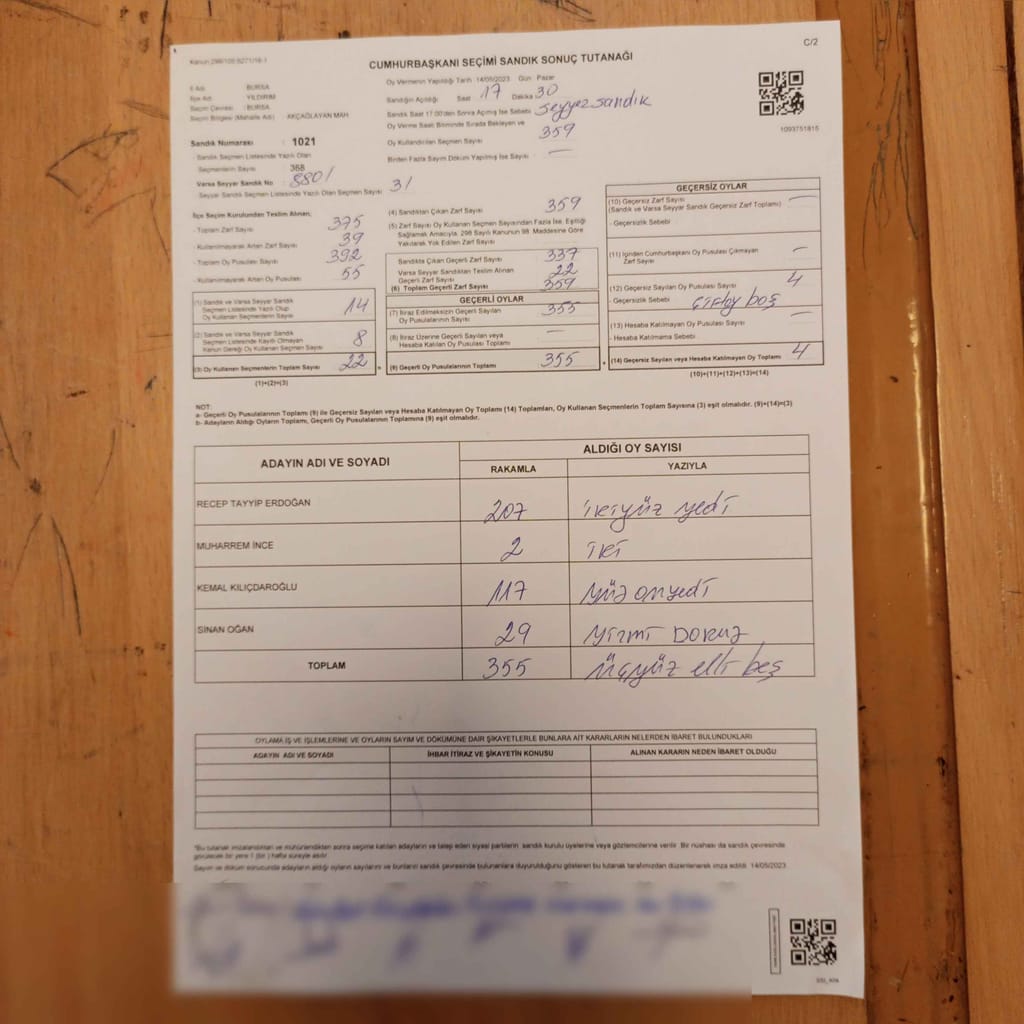 Kanun 298/105 6271/16-1
C/2
CUMHURBAŞKANI SEÇİMİ SANDIK SONUÇ TUTANAĞI
İl Adı : BURSA
İlçe Adı : YILDIRIM
Seçim Çevresi : BURSA
Seçim Bölgesi (Mahalle Adı) : AKÇAĞLAYAN MAH
Sandık Numarası : 1021
Sandık Seçmen Listesinde Yazılı Olan
Seçmenlerin Sayısı 368
Varsa Seyyar Sandık No : 8801
Seyyar Sandık Seçmen Listesinde Yazılı Olan Seçmen Sayısı 31
Oy Vermenin Yapıldığı Tarih : 14/05/2023 Gün : Pazar
Sandığın Açıldığı Saat 17 Dakika 30
Sandık Saat 17:00'den Sonra Açılmış İse Sebebi Seyyar sandık
Oy Verme Saati Bitiminde Sırada Bekleyen ve
Oy Kullandırılan Seçmen Sayısı 359
Birden Fazla Sayım Döküm Yapılmış İse Sayısı —
1093751815
İlçe Seçim Kurulundan Teslim Alınan;
- Toplam Zarf Sayısı 375
- Kullanılmayarak Artan Zarf Sayısı 39
- Toplam Oy Pusulası Sayısı 392
- Kullanılmayarak Artan Oy Pusulası 55
(1) Sandık ve Varsa Seyyar Sandık
Seçmen Listesinde Yazılı Olup
Oy Kullanan Seçmenlerin Sayısı 14
(2) Sandık ve Varsa Seyyar Sandık
Seçmen Listesinde Kayıtlı Olmayan
Kanun Gereği Oy Kullanan Seçmen Sayısı 8
(3) Oy Kullanan Seçmenlerin Toplam Sayısı 22
(1)+(2)=(3)
(4) Sandıktan Çıkan Zarf Sayısı 359
(5) Zarf Sayısı Oy Kullanan Seçmen Sayısından Fazla İse, Eşitliği
Sağlamak Amacıyla, 298 Sayılı Kanunun 98. Maddesine Göre
Yakılarak Yok Edilen Zarf Sayısı
Sandıkta Çıkan Geçerli Zarf Sayısı 337
Varsa Seyyar Sandıktan Teslim Alınan
Geçerli Zarf Sayısı 22
(6) Toplam Geçerli Zarf Sayısı 359
GEÇERLİ OYLAR
(7) İtiraz Edilmeksizin Geçerli Sayılan
Oy Pusulasının Sayısı 355
(8) İtiraz Üzerine Geçerli Sayılan veya
Hesaba Katılan Oy Pusulası Toplamı —
(9) Geçerli Oy Pusulalarının Toplamı 355
GEÇERSİZ OYLAR
(10) Geçersiz Zarf Sayısı —
(Sandık ve Varsa Seyyar Sandık Geçersiz Zarf Toplamı)
- Geçersizlik Sebebi
(11) İçinden Cumhurbaşkanı Oy Pusulası Çıkmayan
Zarf Sayısı —
(12) Geçersiz Sayılan Oy Pusulası Sayısı 4
- Geçersizlik Sebebi boş
(13) Hesaba Katılmayan Oy Pusulası Sayısı —
- Hesaba Katılmama Sebebi
(14) Geçersiz Sayılan veya Hesaba Katılmayan Oy Toplamı 4
(10)+(11)+(12)+(13)=(14)
NOT:
a- Geçerli Oy Pusulalarının Toplamı (9) ile Geçersiz Sayılan veya Hesaba Katılmayan Oy Toplamı (14) Toplamları, Oy Kullanan Seçmenlerin Toplam Sayısına (3) eşit olmalıdır. (9)+(14)=(3)
b- Adayların Aldığı Oyların Toplamı, Geçerli Oy Pusulalarının Toplamına (9) eşit olmalıdır.
ADAYIN ADI VE SOYADI ALDIĞI OY SAYISI
RAKAMLA YAZIYLA
RECEP TAYYİP ERDOĞAN 207 ikiyüz yedi
MUHARREM İNCE 2 iki
KEMAL KILIÇDAROĞLU 117 yüz onyedi
SİNAN OĞAN 29 yirmi DOKUZ
TOPLAM 355 üçyüz elli beş
OYLAMA İŞ VE İŞLEMLERİNE VE OYLARIN SAYIM VE DÖKÜMÜNE DAİR ŞİKAYETLERLE BUNLARA AİT KARARLARIN NELERDEN İBARET BULUNDUKLARI
ADAYIN ADI VE SOYADI İHBAR İTİRAZ VE ŞİKAYETİN KONUSU ALINAN KARARIN NEDEN İBARET OLDUĞU
*Bu tutanak imzalandıktan ve mühürlendikten sonra seçime katılan adayların ve talep eden siyasi partilerin sandık kurulu üyelerine veya gözlemcilerine verilir. Bir nüshası da sandık çevresinde
görülecek bir yere 1 (bir) hafta süreyle asılır.
Sayım ve döküm sonucunda adayların aldığı oyların sayılarını ve bunların sandık çevresinde bulunanlara duyurulduğunu gösteren bu tutanak tarafımızdan düzenlenerek imza edildi. 14/05/2023